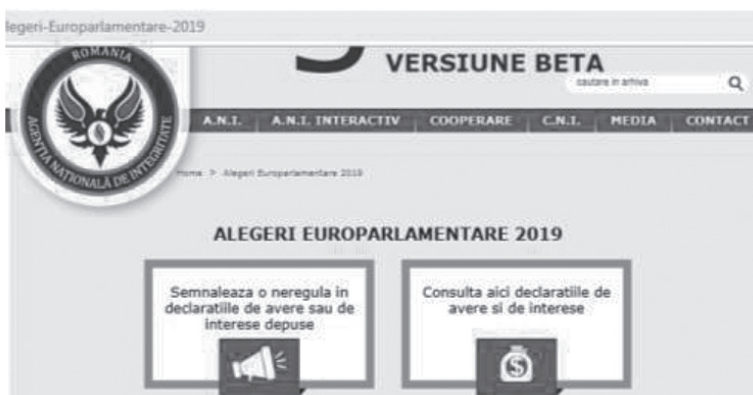 legeri-Europarlamentare-2019
ROMANIA
AGENTIA NATIONALĂ DE INTEGRITATE
VERSIUNE BETA
cautare in arhiva
A.N.I. A.N.I. INTERACTIV COOPERARE C.N.I. MEDIA CONTACT
Home > Alegeri Europarlamentare 2019
ALEGERI EUROPARLAMENTARE 2019
Semnaleaza o neregula in
declaratiile de avere sau de
interese depuse
Consulta aici declaratiile de
avere si de interese
$